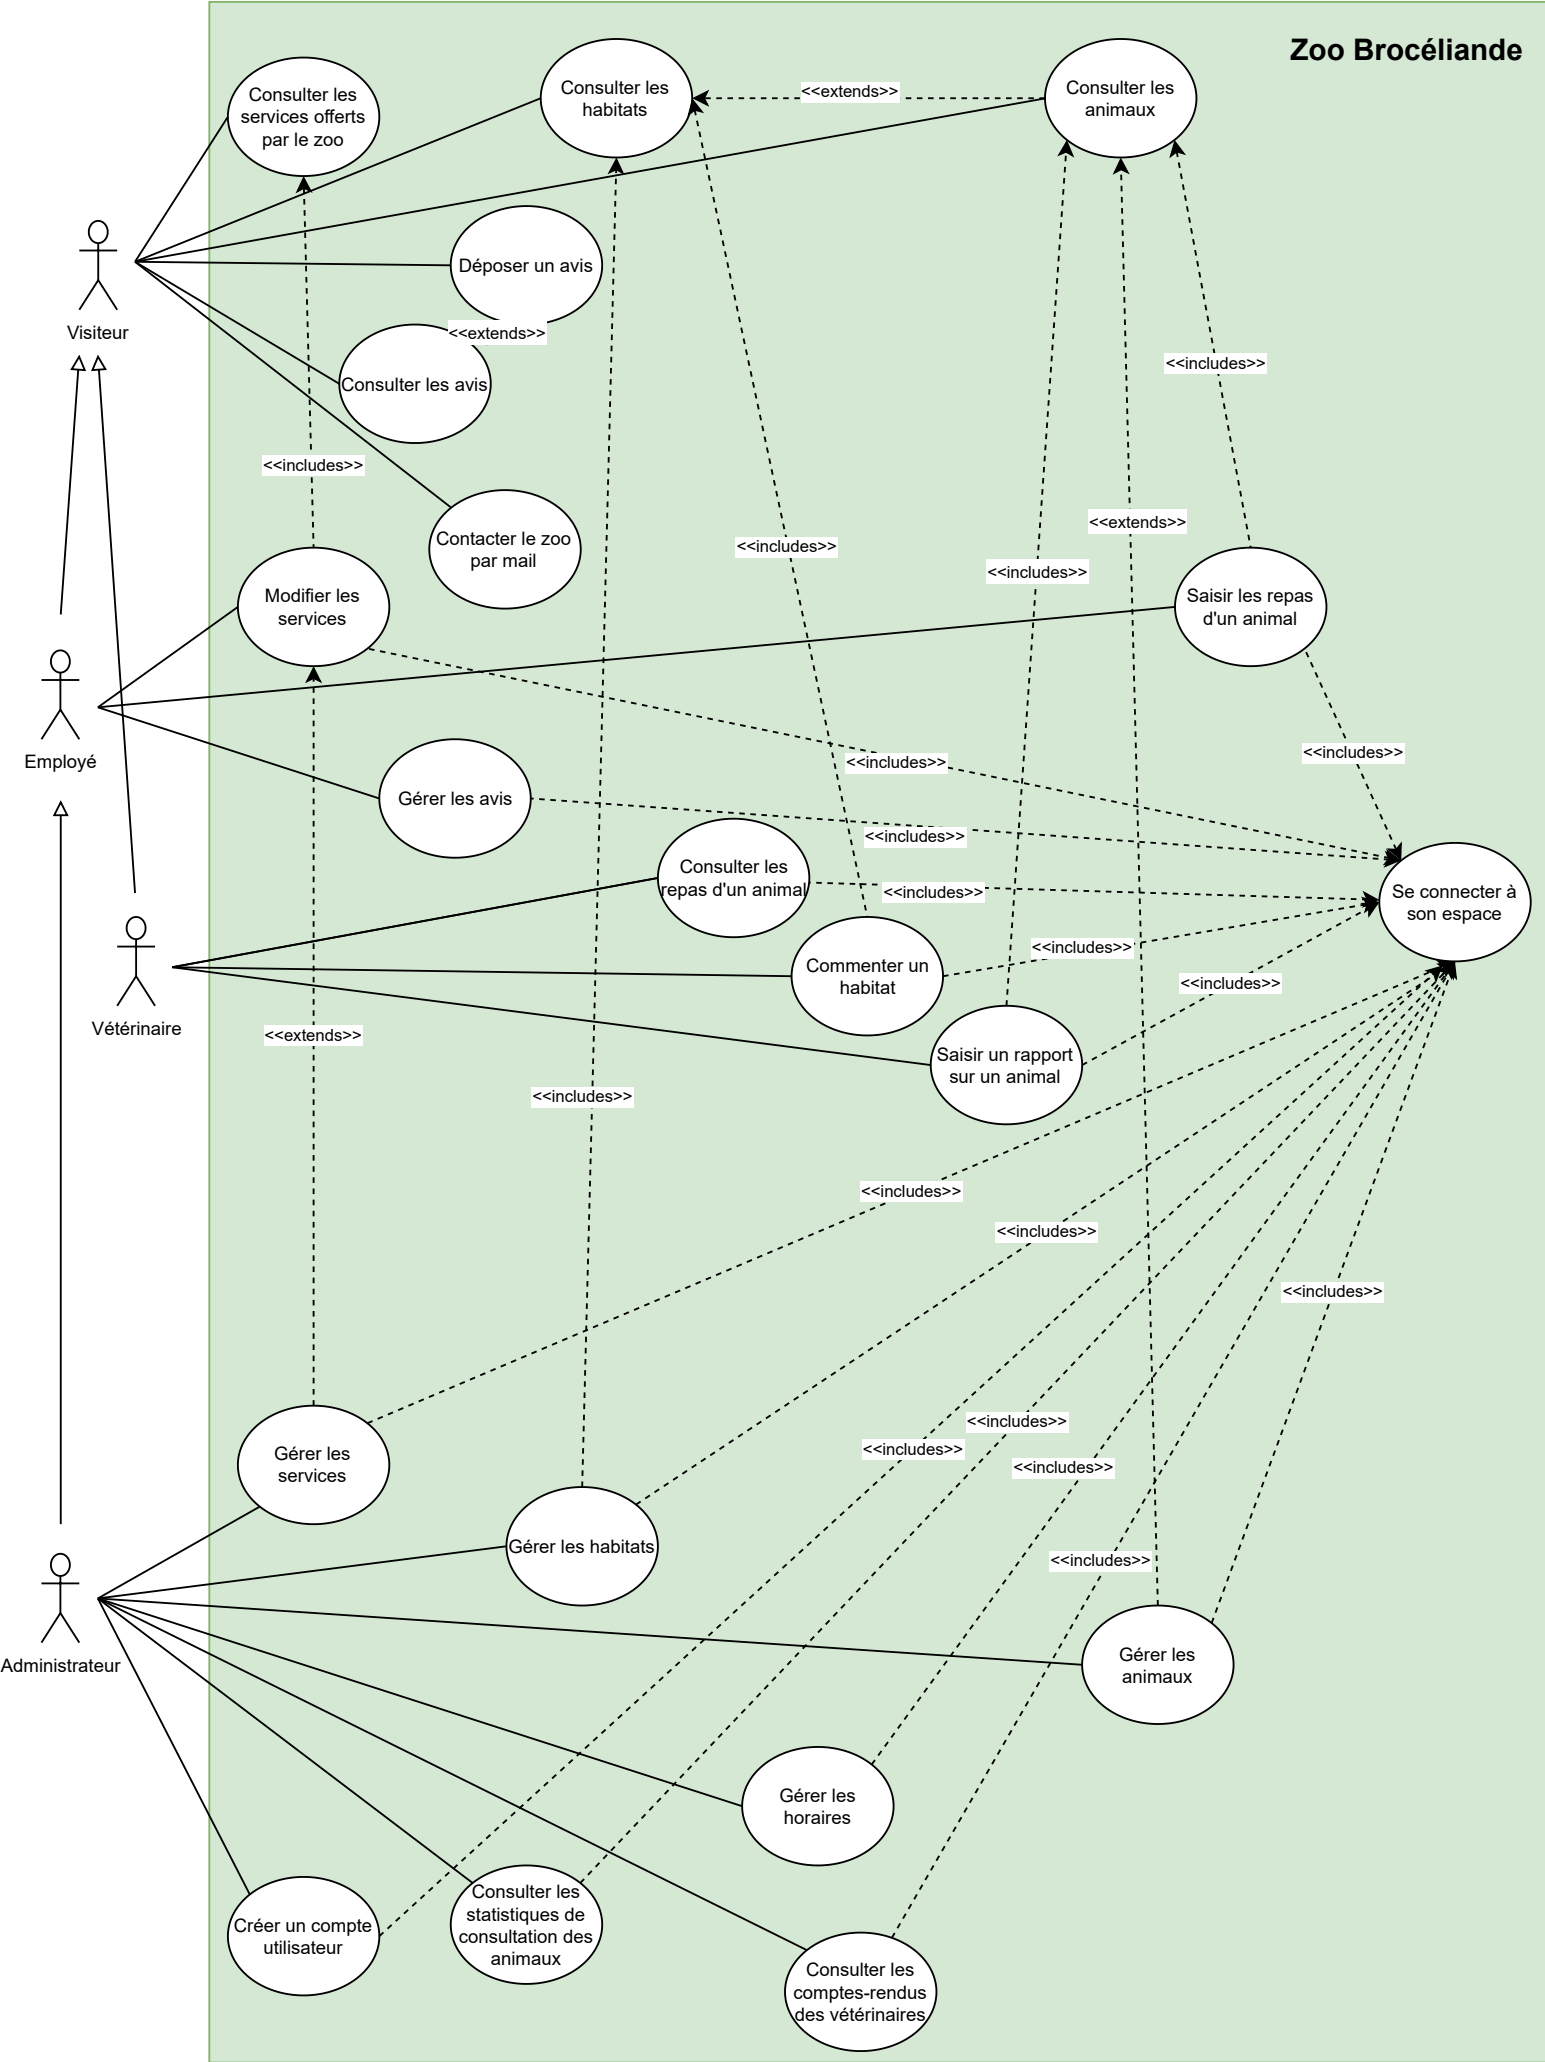 Zoo Brocéliande
Consulter les
services offerts
par le zoo
Consulter les
habitats
<<extends>>
Consulter les
animaux
Visiteur
Déposer un avis
<<extends>>
Consulter les avis
<<includes>>
<<includes>>
Contacter le zoo
par mail
<<includes>>
<<extends>>
<<includes>>
Modifier les
services
Saisir les repas
d'un animal
Employé
<<includes>>
<<includes>>
Gérer les avis
<<includes>>
Consulter les
repas d'un animal
<<includes>>
Se connecter à
son espace
Vétérinaire
Commenter un
habitat
<<includes>>
<<includes>>
<<extends>>
Saisir un rapport
sur un animal
<<includes>>
<<includes>>
<<includes>>
<<includes>>
<<includes>>
<<includes>>
<<includes>>
Gérer les
services
Gérer les habitats
<<includes>>
Administrateur
Gérer les
animaux
Gérer les
horaires
Créer un compte
utilisateur
Consulter les
statistiques de
consultation des
animaux
Consulter les
comptes-rendus
des vétérinaires